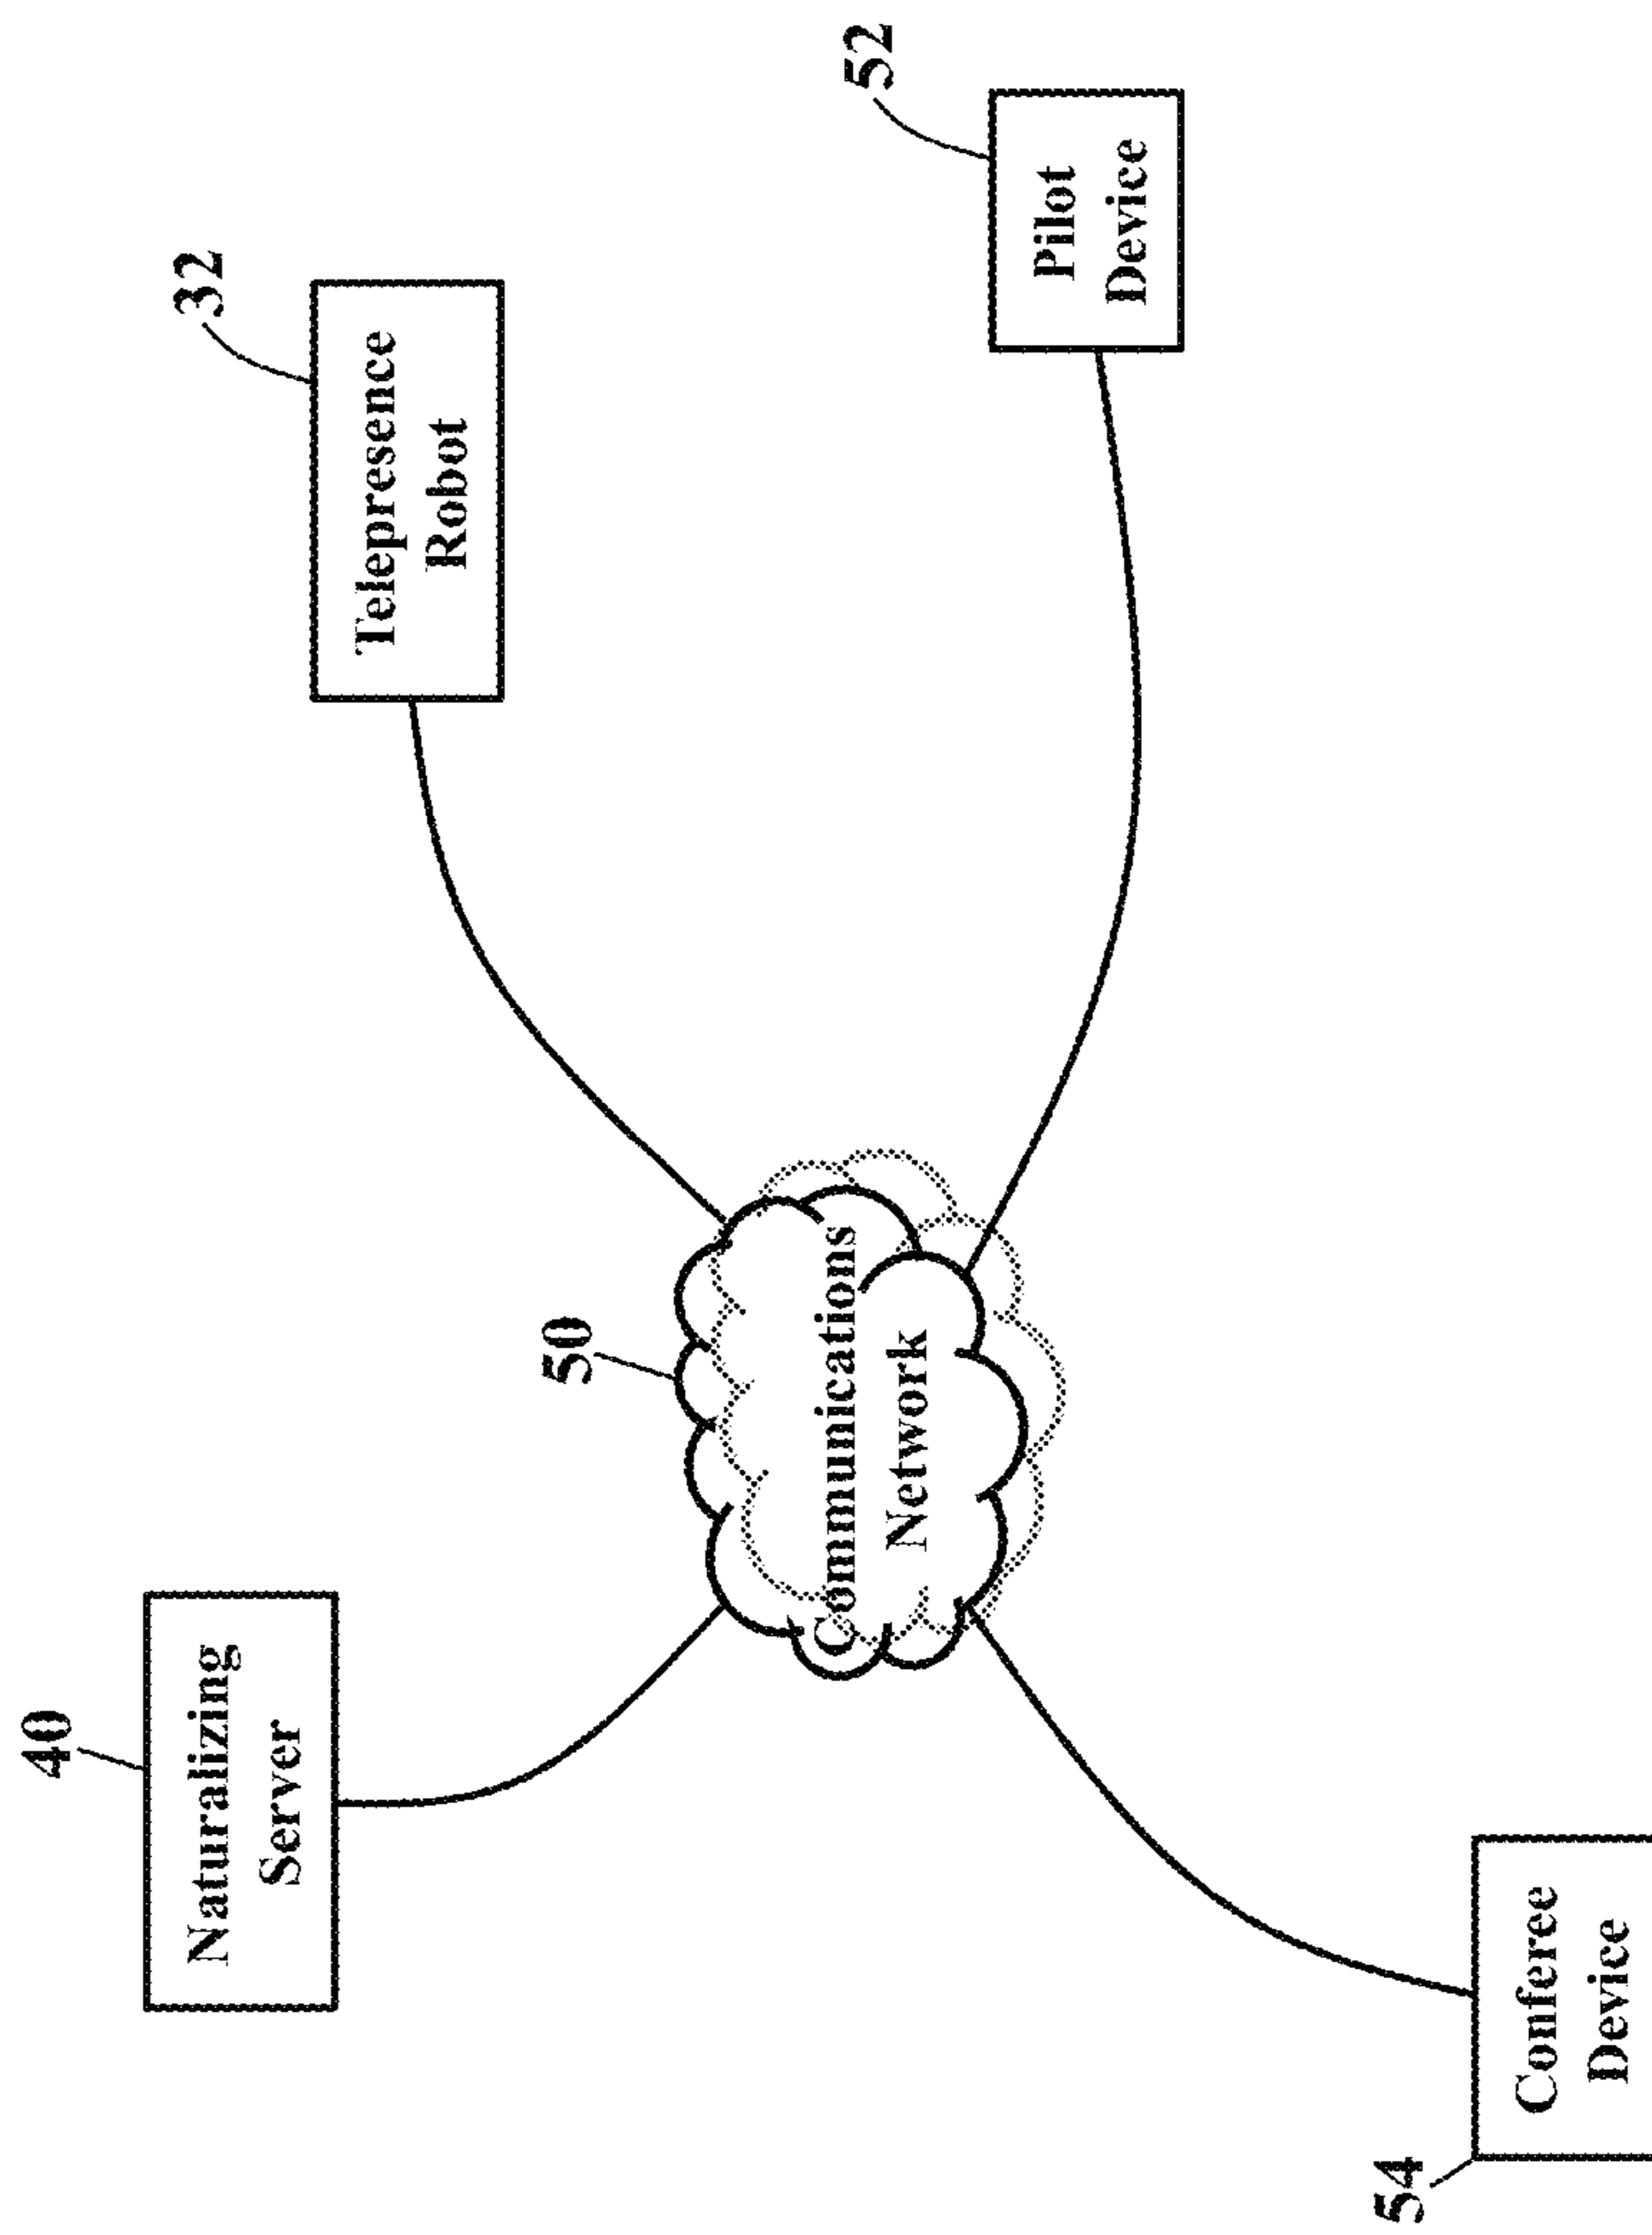 40
Naturalizing
Server
32
Telepresence
Robot
50
Communications
Network
52
Pilot
Device
54
Conferee
Device